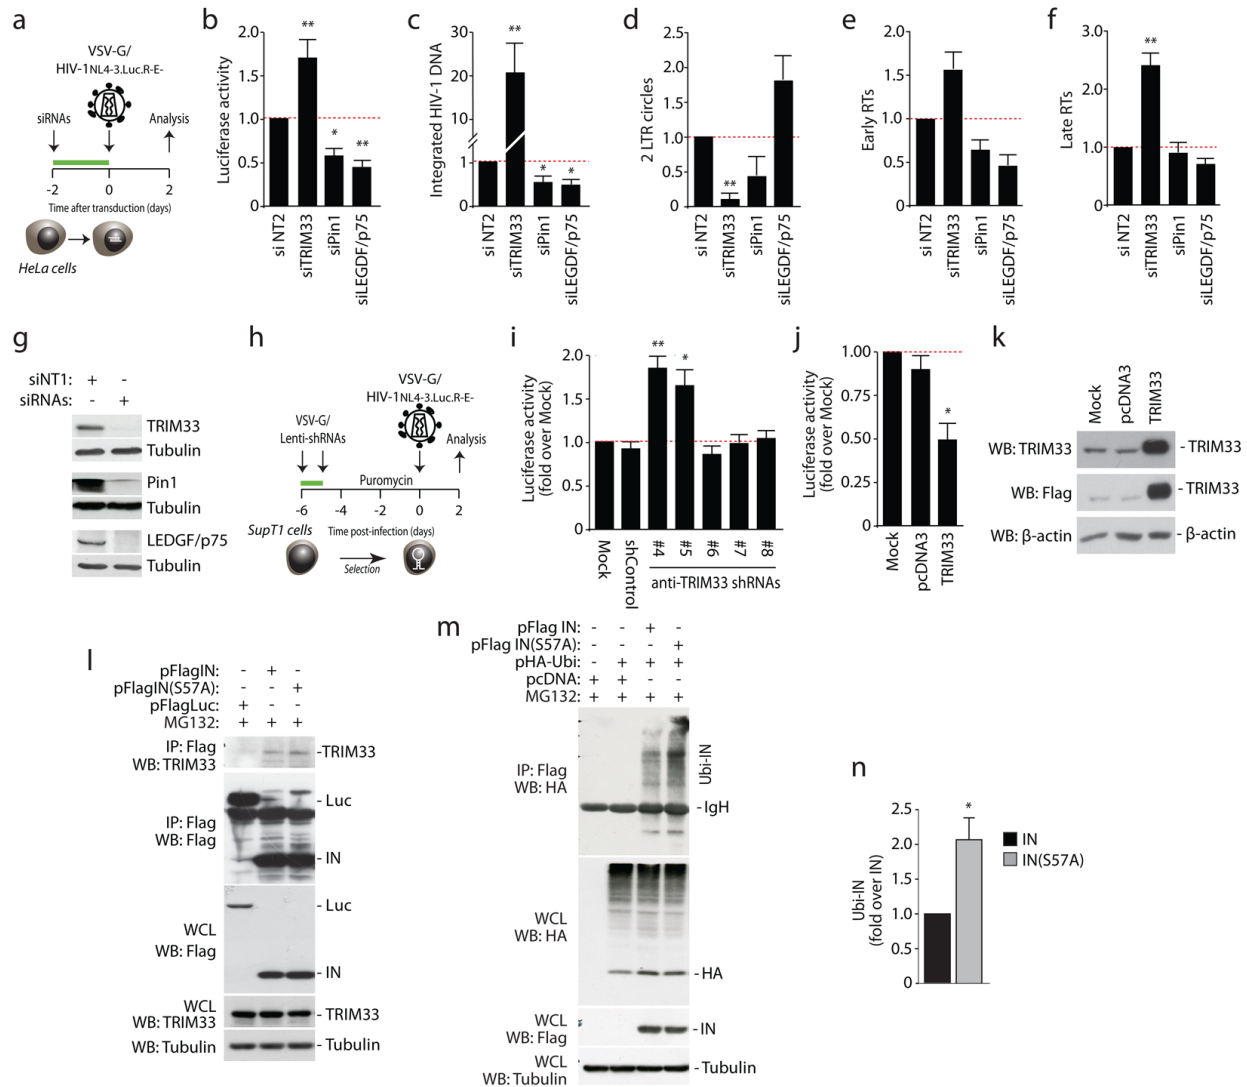 a
VSV-G/
HIV-1NL4-3.Luc.R-E-
siRNAs
Analysis
-2 0 2
Time after transduction (days)
HeLa cells
b
Luciferase activity
2.0
1.5
1.0
0.5
0
**
*
**
si NT2
siTRIM33
siPin1
siLEGDF/p75
c
Integrated HIV-1 DNA
30
20
10
1
0
**
*
*
si NT2
siTRIM33
siPin1
siLEGDF/p75
d
2 LTR circles
2.5
2.0
1.5
1.0
0.5
0
**
si NT2
siTRIM33
siPin1
siLEGDF/p75
e
Early RTs
2.0
1.5
1.0
0.5
0
si NT2
siTRIM33
siPin1
siLEGDF/p75
f
Late RTs
3.0
2.0
1.0
0
**
si NT2
siTRIM33
siPin1
siLEGDF/p75
g
siNT1: + -
siRNAs: - +
TRIM33
Tubulin
Pin1
Tubulin
LEDGF/p75
Tubulin
h
VSV-G/
HIV-1NL4-3.Luc.R-E-
VSV-G/
Lenti-shRNAs
Analysis
Puromycin
-6 -4 -2 0 2
SupT1 cells
Time post-infection (days)
Selection
i
Luciferase activity
(fold over Mock)
2.0
1.5
1.0
0.5
0
**
*
Mock
shControl
#4
#5
#6
#7
#8
anti-TRIM33 shRNAs
j
Luciferase activity
(fold over Mock)
1.00
0.75
0.50
0.25
0
*
Mock
pcDNA3
TRIM33
k
Mock
pcDNA3
TRIM33
WB: TRIM33 - TRIM33
WB: Flag - TRIM33
WB: β-actin - β-actin
l
pFlagIN: - + -
pFlagIN(S57A): - - +
pFlagLuc: + - -
MG132: + + +
IP: Flag
WB: TRIM33
-TRIM33
IP: Flag
WB: Flag
- Luc
- IN
WCL
WB: Flag
- Luc
- IN
WCL
WB: TRIM33
- TRIM33
WB: Tubulin - Tubulin
m
pFlag IN: - - + -
pFlag IN(S57A): - - - +
pHA-Ubi: - + + +
pcDNA: + + - -
MG132: + + + +
IP: Flag
WB: HA
Ubi-IN
- IgH
WCL
WB: HA
- HA
WCL
WB: Flag
- IN
WCL
WB: Tubulin
- Tubulin
n
Ubi-IN
(fold over IN)
2.5
2.0
1.5
1.0
0.5
0
*
IN
IN(S57A)